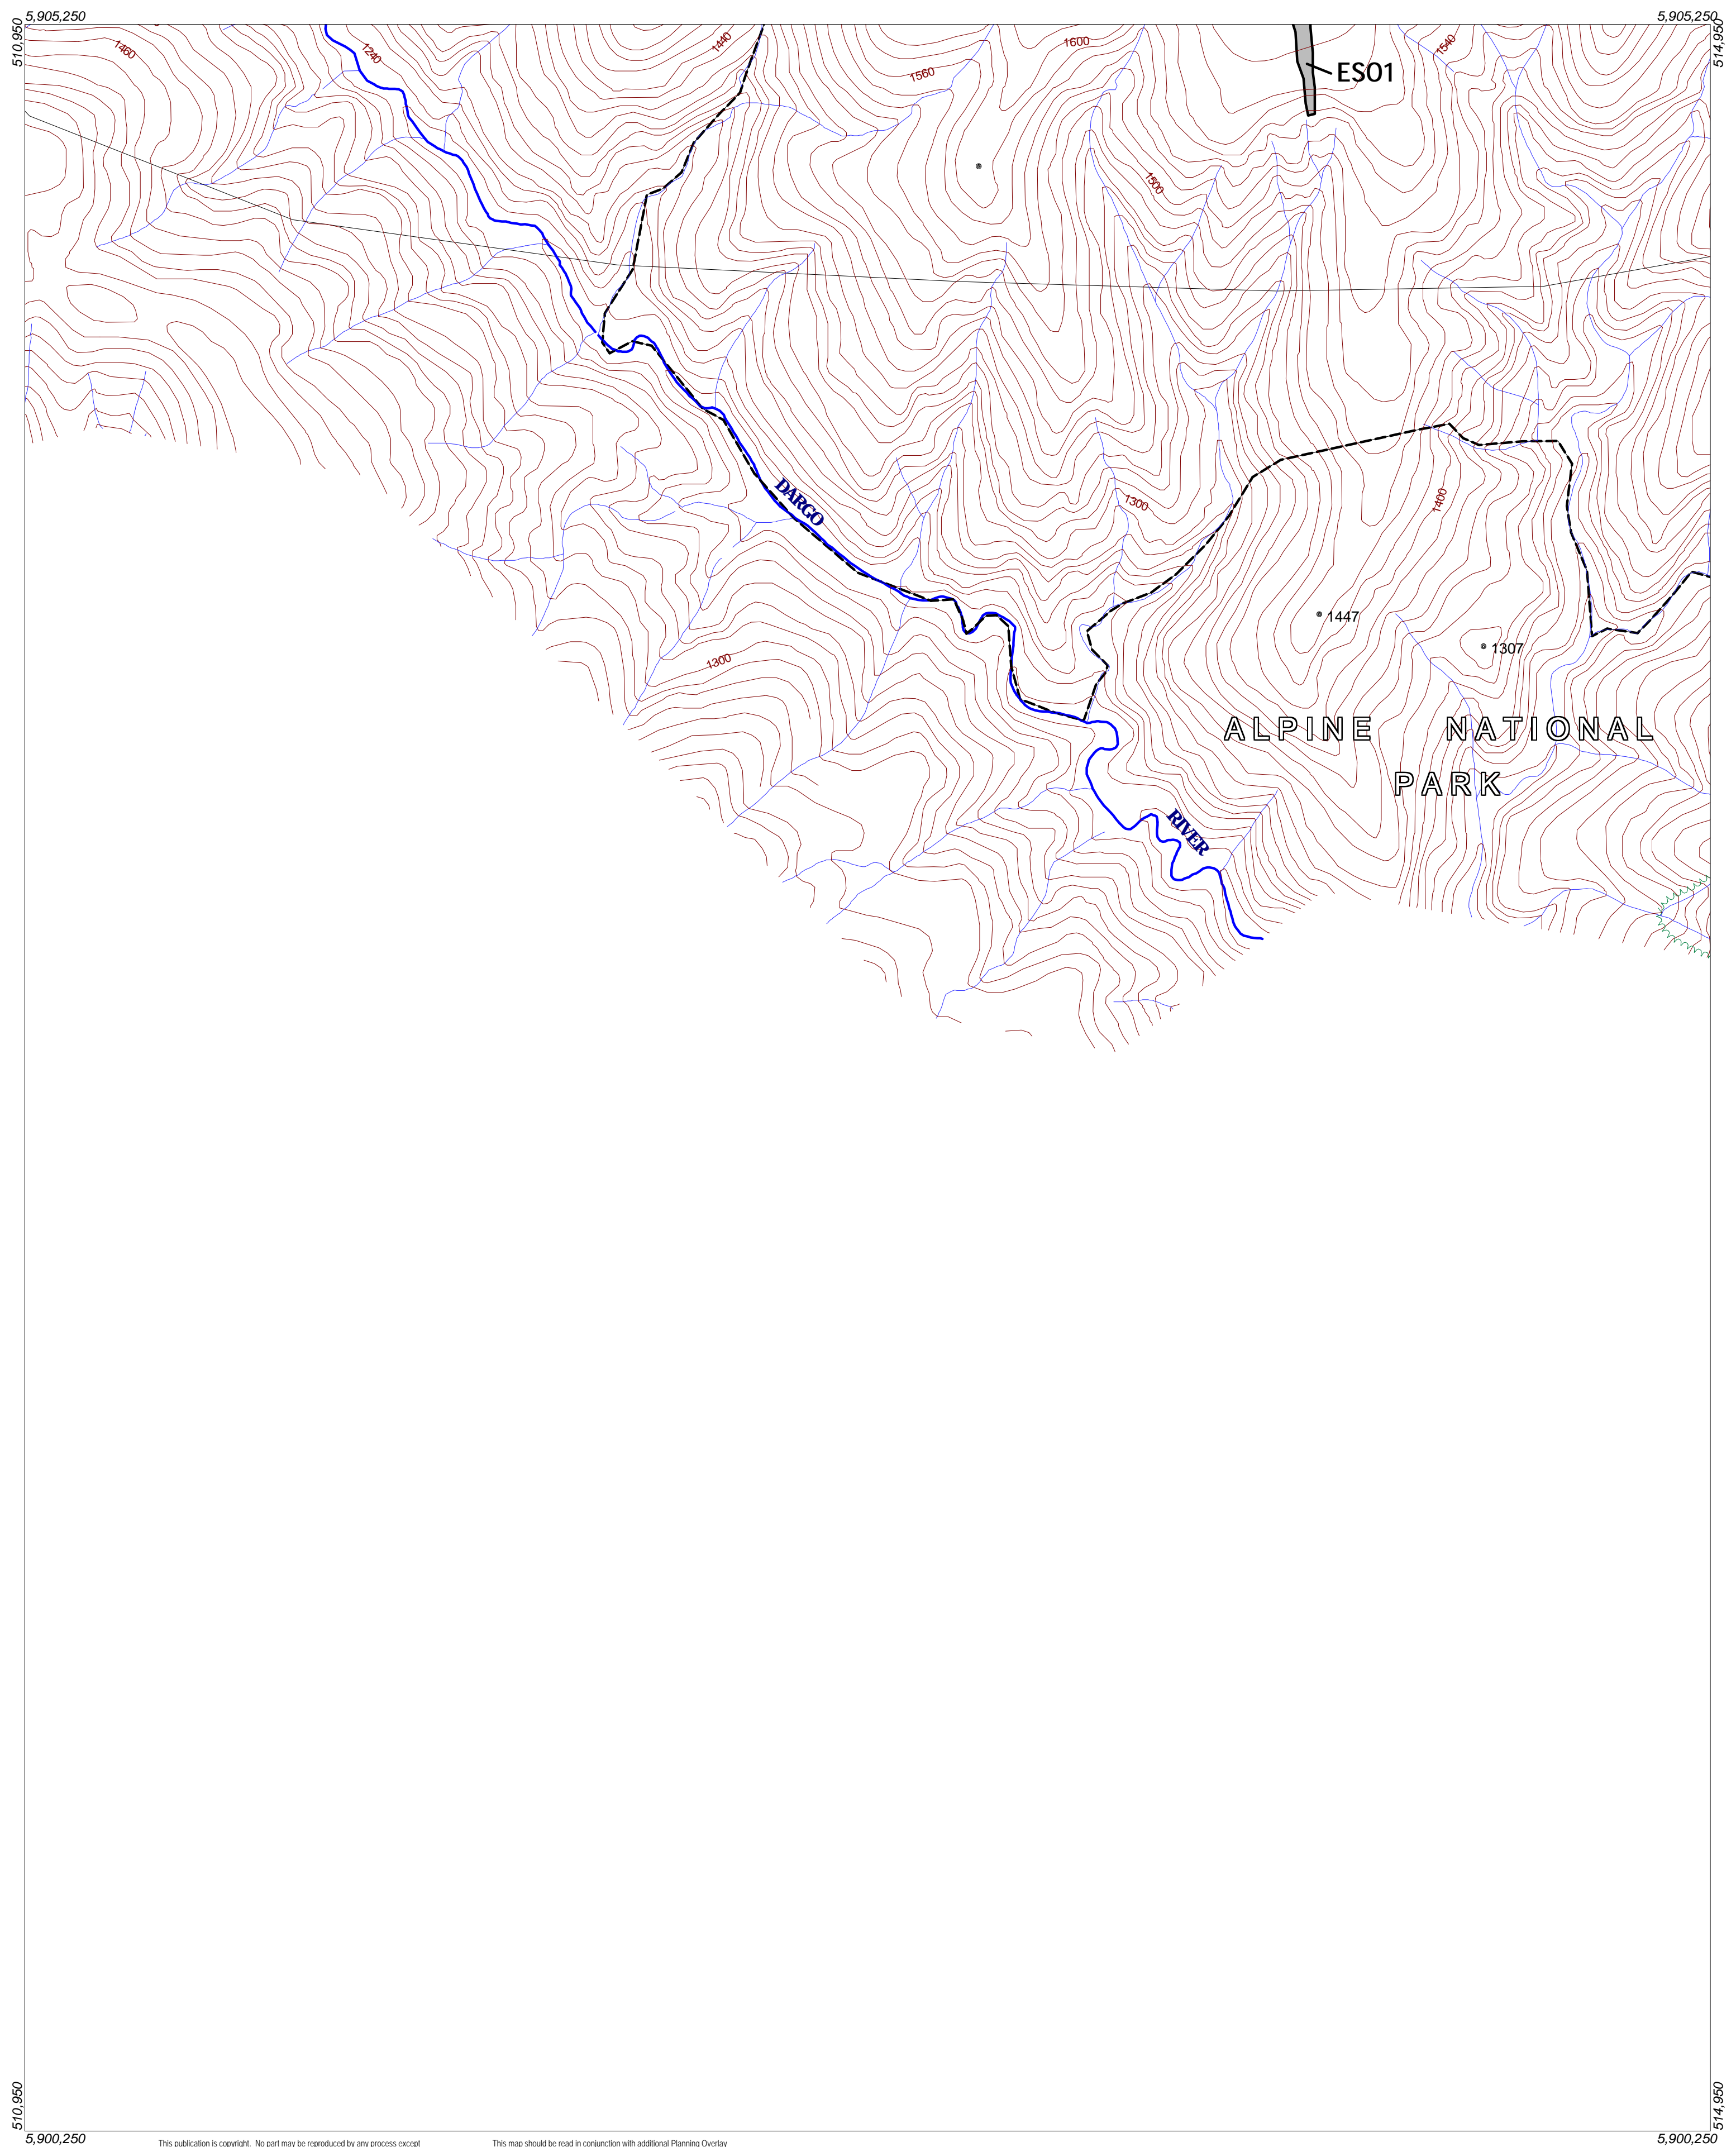 5,905,250
5,905,250
510,950
514,950
1460
1240
1440
1560
1600
1540
ESO1
1500
DARGO
1300
1400
1447
1307
1300
ALPINE NATIONAL
PARK
RIVER
510,950
514,950
5,900,250
5,900,250
This publication is copyright. No part may be reproduced by any process except
This map should be read in conjunction with additional Planning Overlay